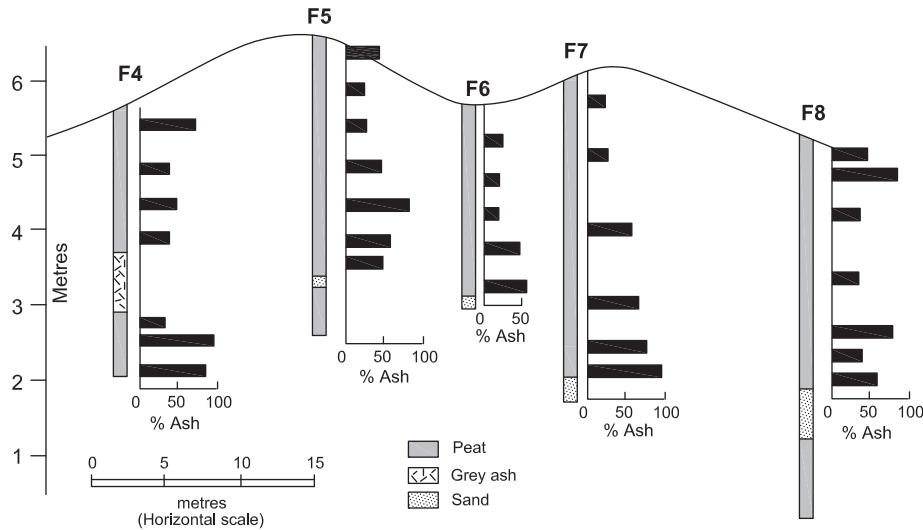 F5
F4
F6
F7
F8
6
5
4
3
2
1
Metres
0 50 100
% Ash
0 50 100
% Ash
0 50
% Ash
0 50 100
% Ash
0 50 100
% Ash
0 5 10 15
metres
(Horizontal scale)
Peat
Grey ash
Sand